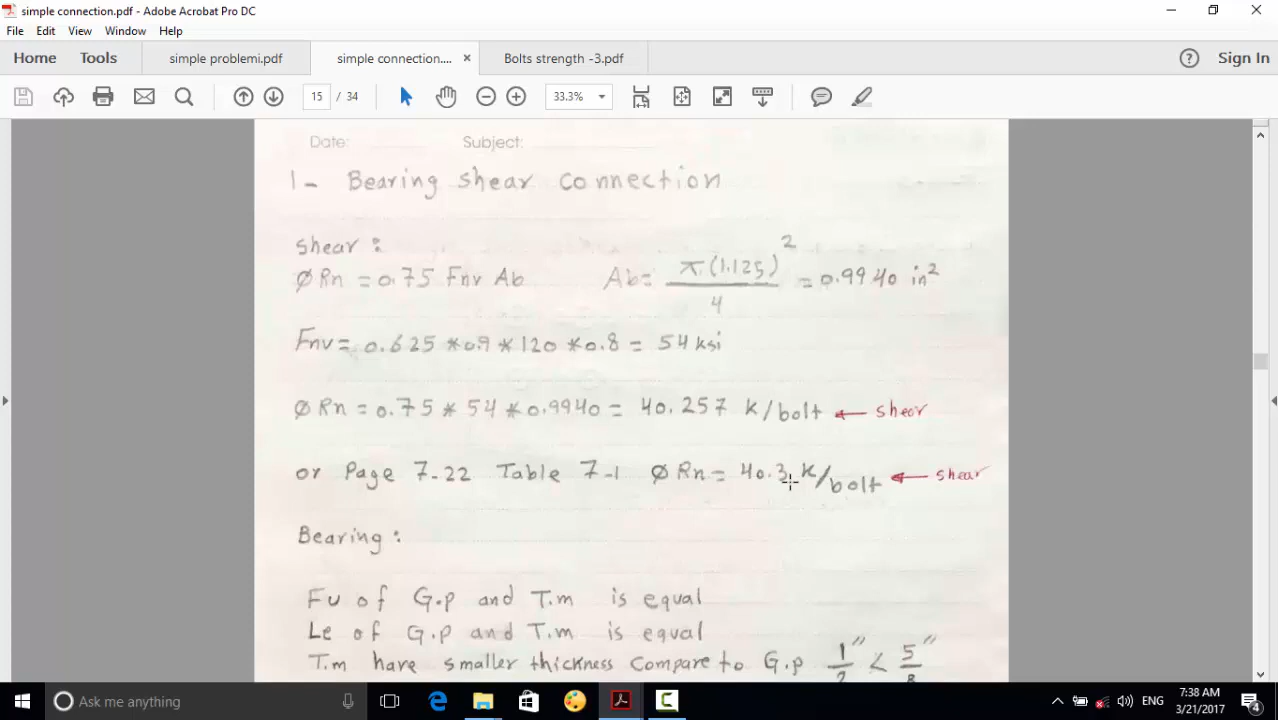 simple connection.pdf - Adobe Acrobat Pro DC
File Edit View Window Help
Home Tools simple problemi.pdf simple connection.... × Bolts strength -3.pdf Sign In
15 / 34 33.3%
Date: Subject:
1- Bearing shear connection
Shear :
ØRn = 0.75 Fnv Ab Ab = π(1.125)²/4 = 0.9940 in²
Fnv = 0.625 *0.9 * 120 *0.8 = 54 ksi
ØRn = 0.75 * 54 * 0.9940 = 40.257 K/bolt ← shear
or Page 7-22 Table 7-1 ØRn = 40.3 K/bolt ← shear
Bearing :
Fu of G.p and T.m is equal
Le of G.p and T.m is equal
T.m have smaller thickness compare to G.p 1/2" < 5/8"
Ask me anything ENG 7:38 AM
3/21/2017 4